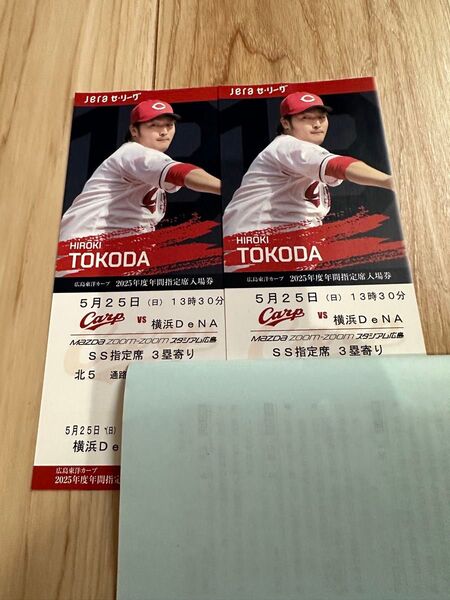 Jera セ・リーグ
HIROKI
TOKODA
広島東洋カープ 2025年度年間指定席入場券
5月25日(日) 13時30分
Carp vs 横浜DeNA
MAZDA ZOOM-ZOOM スタジアム広島
SS指定席 3塁寄り
北5 通路
5月25日(日)
横浜De
広島東洋カープ
2025年度年間指定
Jera セ・リーグ
HIROKI
TOKODA
広島東洋カープ 2025年度年間指定席入場券
5月25日(日) 13時30分
Carp vs 横浜DeNA
MAZDA ZOOM-ZOOM スタジアム広島
SS指定席 3塁寄り